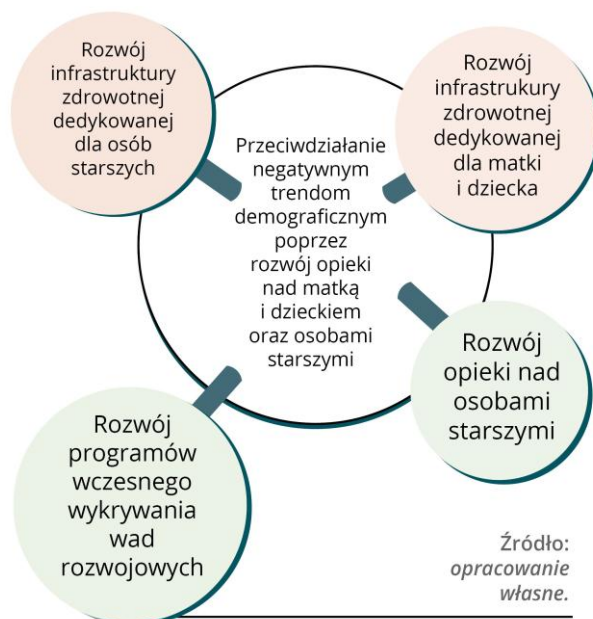 Rozwój
infrastruktury
zdrowotnej
dedykowanej
dla osób
starszych
Rozwój
infrastrukury
zdrowotnej
dedykowanej
dla matki
i dziecka
Przeciwdziałanie
negatywnym
trendom
demograficznym
poprzez
rozwój opieki
nad matką
i dzieckiem
oraz osobami
starszymi
Rozwój
opieki nad
osobami
starszymi
Rozwój
programów
wczesnego
wykrywania
wad
rozwojowych
Źródło:
opracowanie
własne.